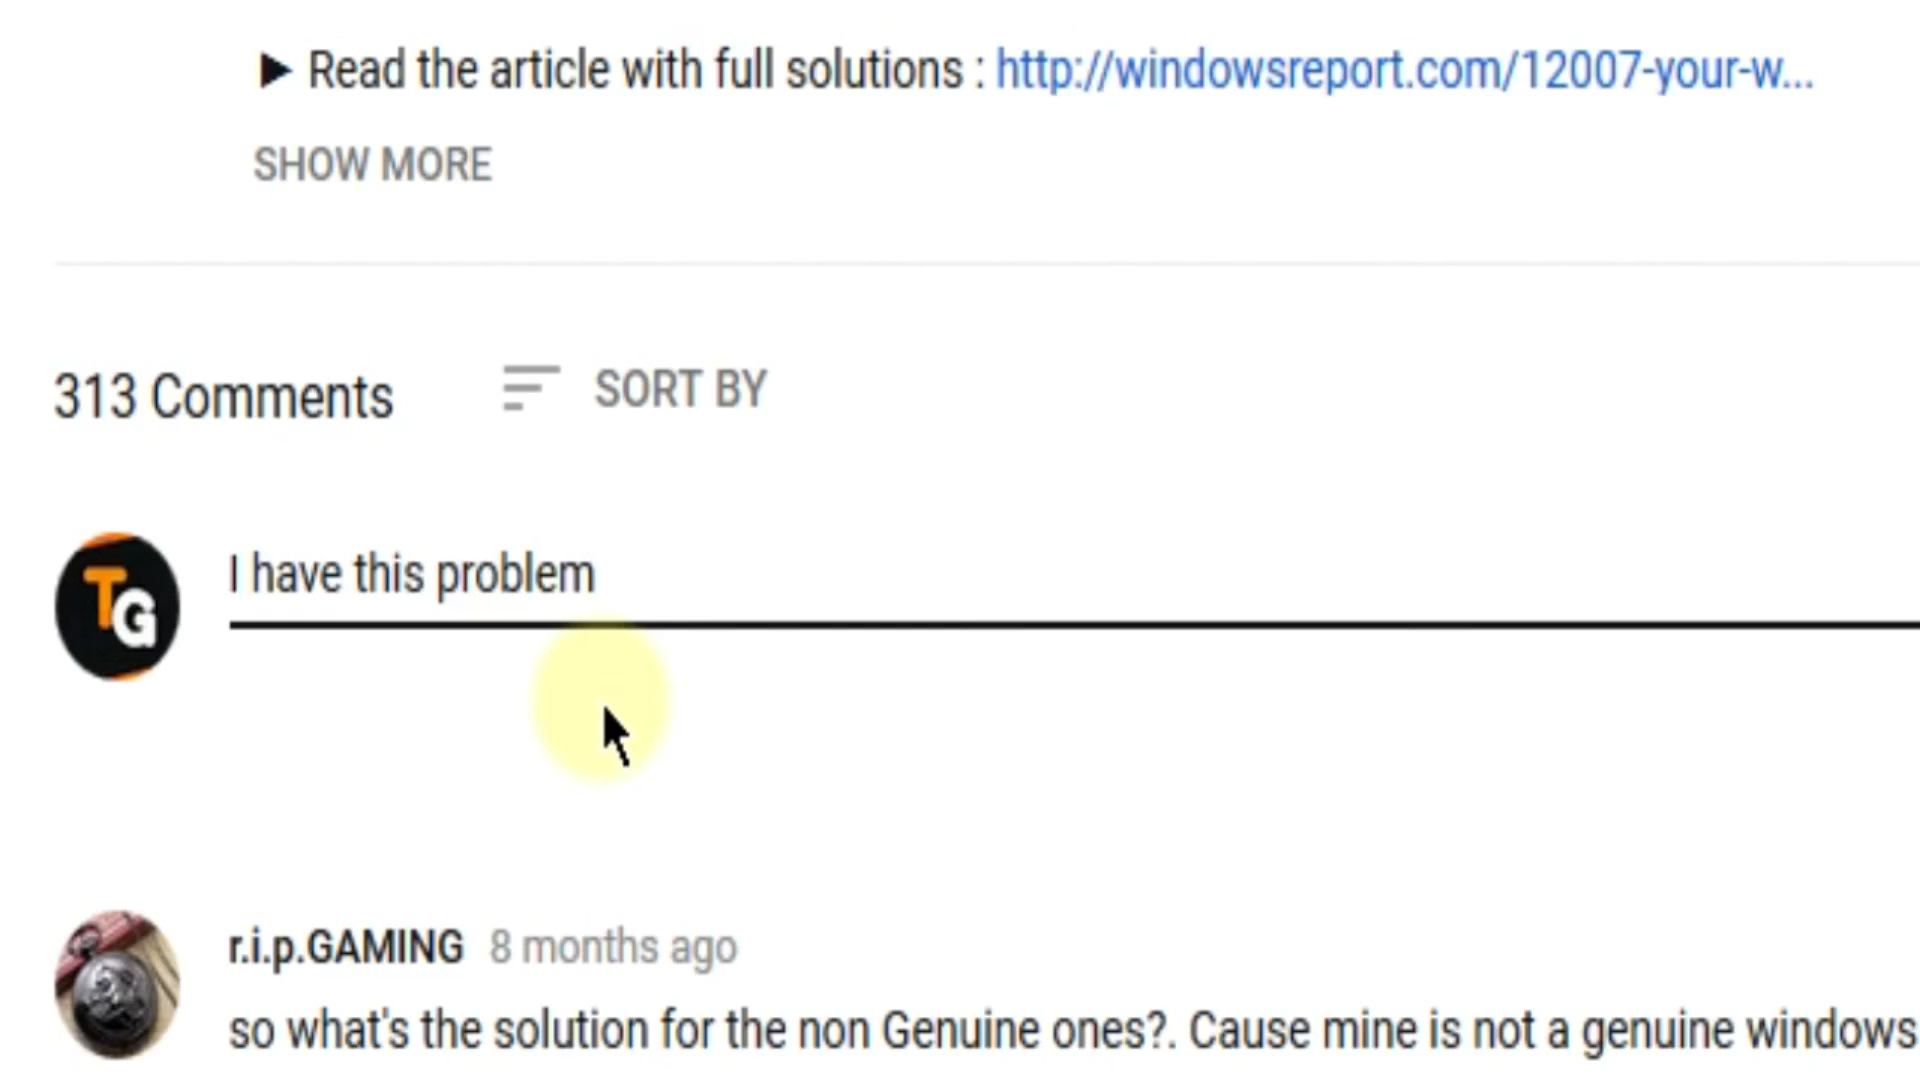 ▶ Read the article with full solutions : http://windowsreport.com/12007-your-w...
SHOW MORE
313 Comments SORT BY
TG
I have this problem
r.i.p.GAMING 8 months ago
so what's the solution for the non Genuine ones?. Cause mine is not a genuine windows